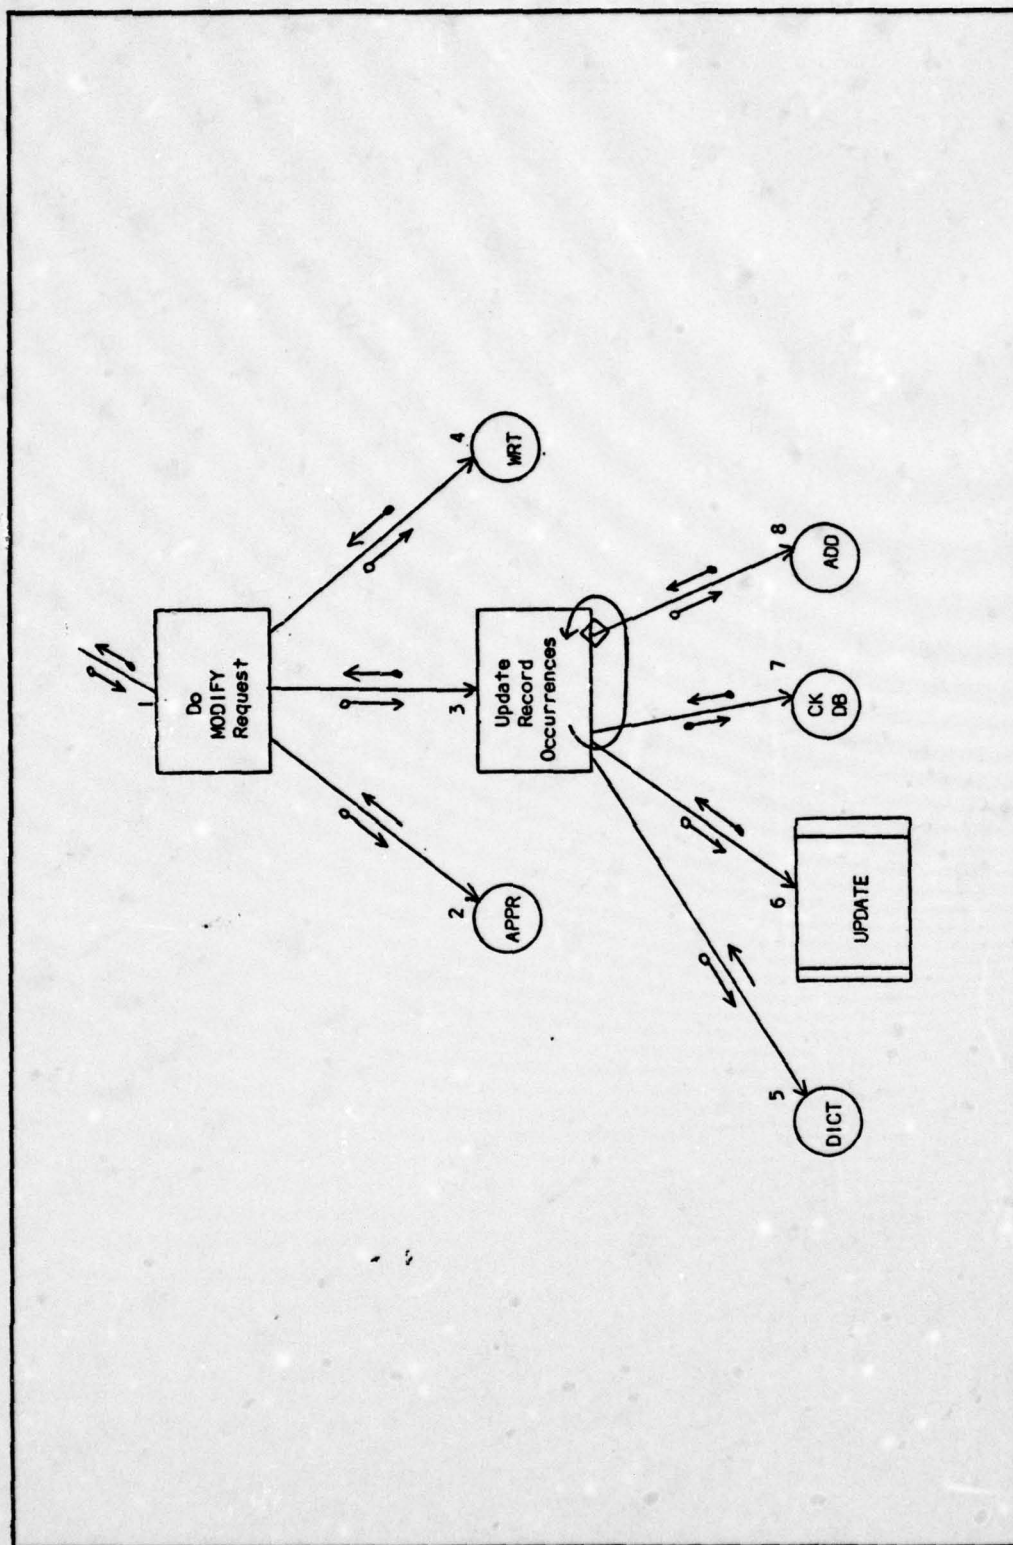 1
Do
MODIFY
Request
2
APPR
3
Update
Record
Occurrences
4
WRT
5
DICT
6
UPDATE
7
CK
DB
8
ADD